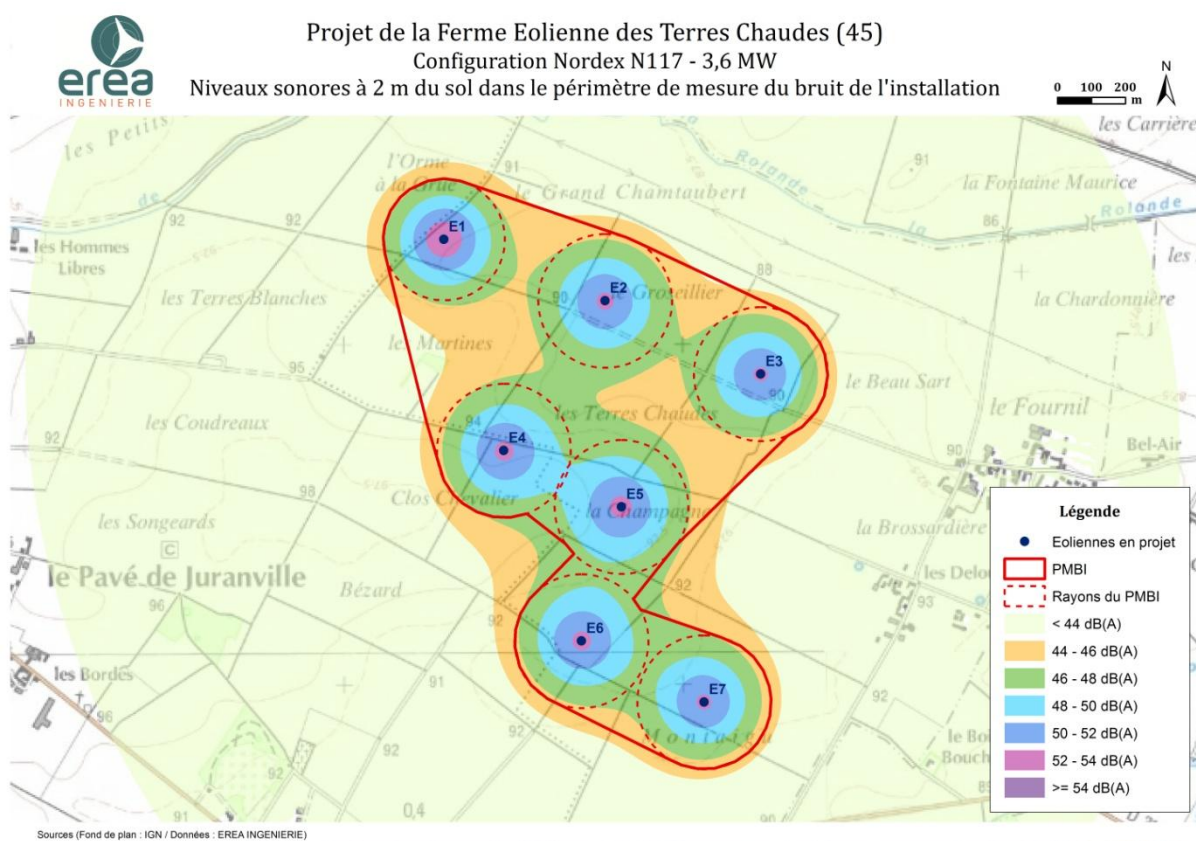 Projet de la Ferme Eolienne des Terres Chaudes (45)
Configuration Nordex N117 - 3,6 MW
Niveaux sonores à 2 m du sol dans le périmètre de mesure du bruit de l'installation
erea
INGENIERIE
N
0 100 200
m
les Petits
l'Orme
à la Grue
91
le Grand Chamtaubert
Rolande
la
91
les Carrières
la Fontaine Maurice
de
92
92
E1
86
Rolande
les Hommes
Libres
les Terres Blanches
90
E2
le Groseillier
88
la Chardonnière
les Martines
95
E3
90
le Beau Sart
les Coudreaux
94
les Terres Chaudes
le Fournil
92
E4
90
Bel-Air
98
Clos Chevalier
E5
la Champagne
les Songeards
C
la Brossardière
le Pavé de Juranville
Bézard
92
92
96
96
93
E6
les Bordes
91
91
E7
96
92
92
Montaigu
92
0,4
90
Légende
Eoliennes en projet
PMBI
Rayons du PMBI
< 44 dB(A)
44 - 46 dB(A)
46 - 48 dB(A)
48 - 50 dB(A)
50 - 52 dB(A)
52 - 54 dB(A)
>= 54 dB(A)
Sources (Fond de plan : IGN / Données : EREA INGENIERIE)